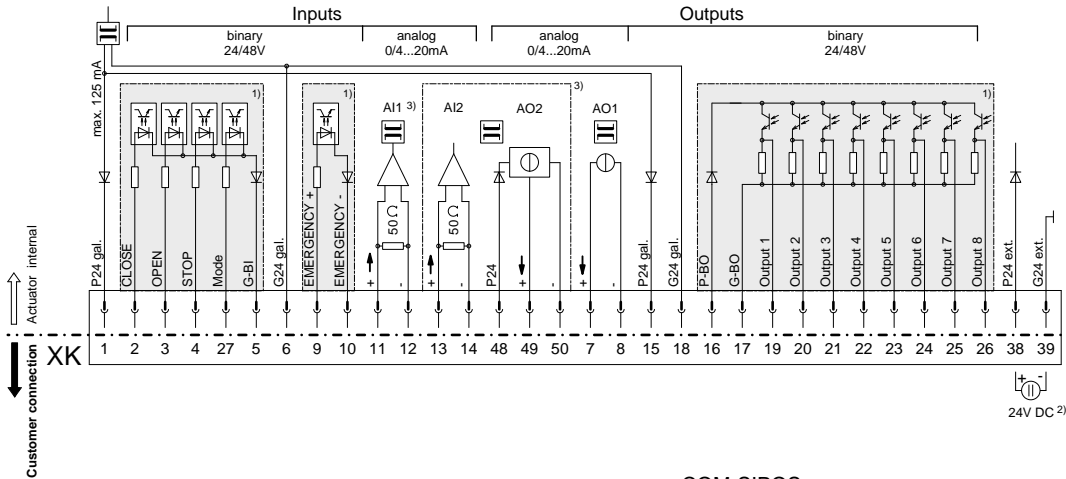 Inputs
Outputs
binary
24/48V
analog
0/4...20mA
analog
0/4...20mA
binary
24/48V
max. 125 mA
1)
1)
AI1 3)
AI2
3)
AO2
AO1
1)
50 Ω
50 Ω
P24 gal.
CLOSE
OPEN
STOP
Mode
G-BI
G24 gal.
EMERGENCY +
EMERGENCY -
+
-
+
-
P24
+
-
+
-
P24 gal.
G24 gal.
P-BO
G-BO
Output 1
Output 2
Output 3
Output 4
Output 5
Output 6
Output 7
Output 8
P24 ext.
G24 ext.
Actuator internal
XK 1 2 3 4 27 5 6 9 10 11 12 13 14 48 49 50 7 8 15 18 16 17 19 20 21 22 23 24 25 26 38 39
Customer connection
+ -
24V DC 2)